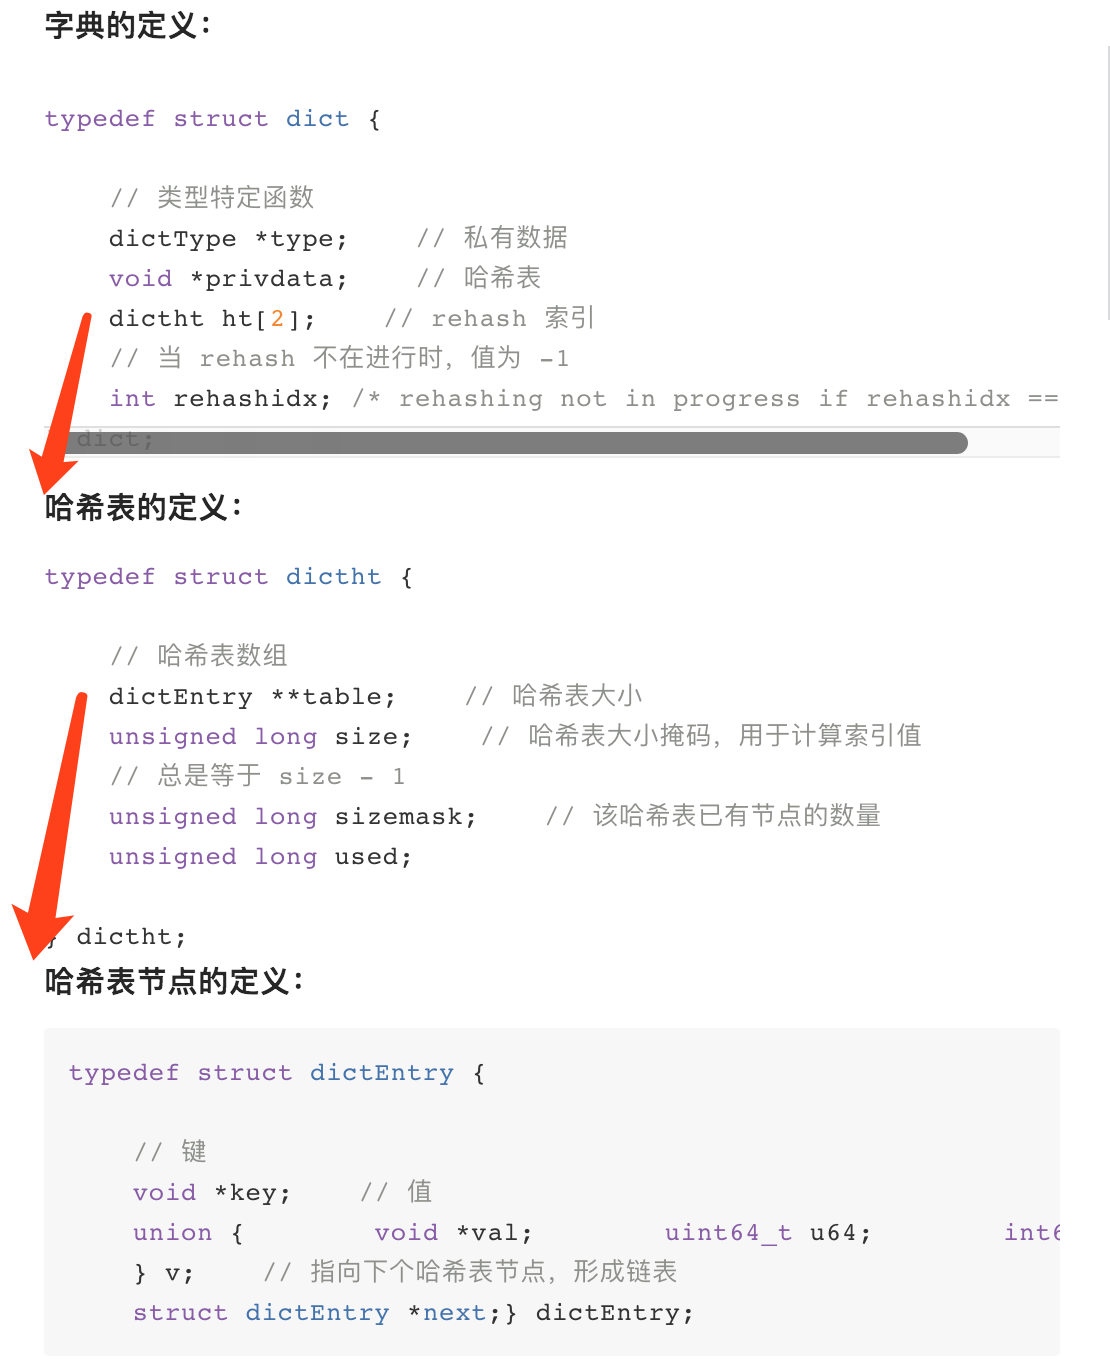 字典的定义：
typedef struct dict {
// 类型特定函数
dictType *type; // 私有数据
void *privdata; // 哈希表
dictht ht[2]; // rehash 索引
// 当 rehash 不在进行时，值为 -1
int rehashidx; /* rehashing not in progress if rehashidx ==
dict;
哈希表的定义：
typedef struct dictht {
// 哈希表数组
dictEntry **table; // 哈希表大小
unsigned long size; // 哈希表大小掩码，用于计算索引值
// 总是等于 size - 1
unsigned long sizemask; // 该哈希表已有节点的数量
unsigned long used;
} dictht;
哈希表节点的定义：
typedef struct dictEntry {
// 键
void *key; // 值
union { void *val; uint64_t u64;
} v; // 指向下个哈希表节点，形成链表
struct dictEntry *next;} dictEntry;